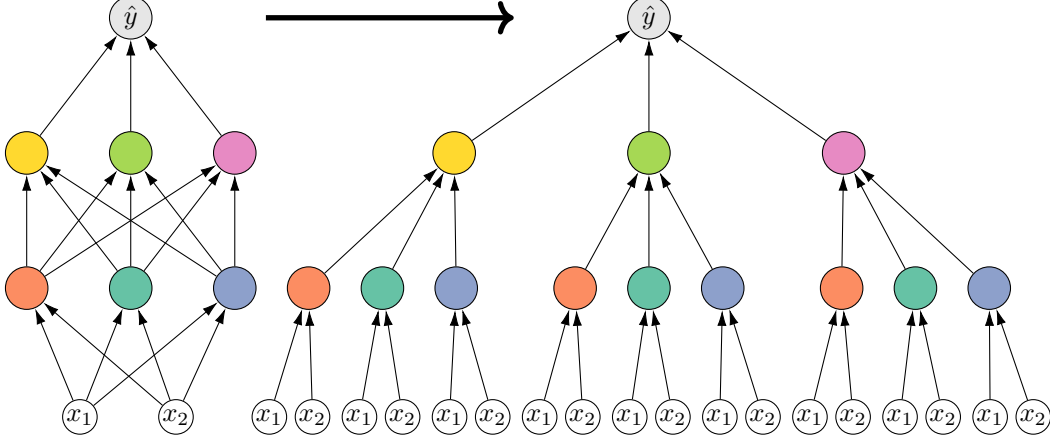 ŷ ŷ
x₁ x₂ x₁ x₂ x₁ x₂ x₁ x₂ x₁ x₂ x₁ x₂ x₁ x₂ x₁ x₂ x₁ x₂ x₁ x₂